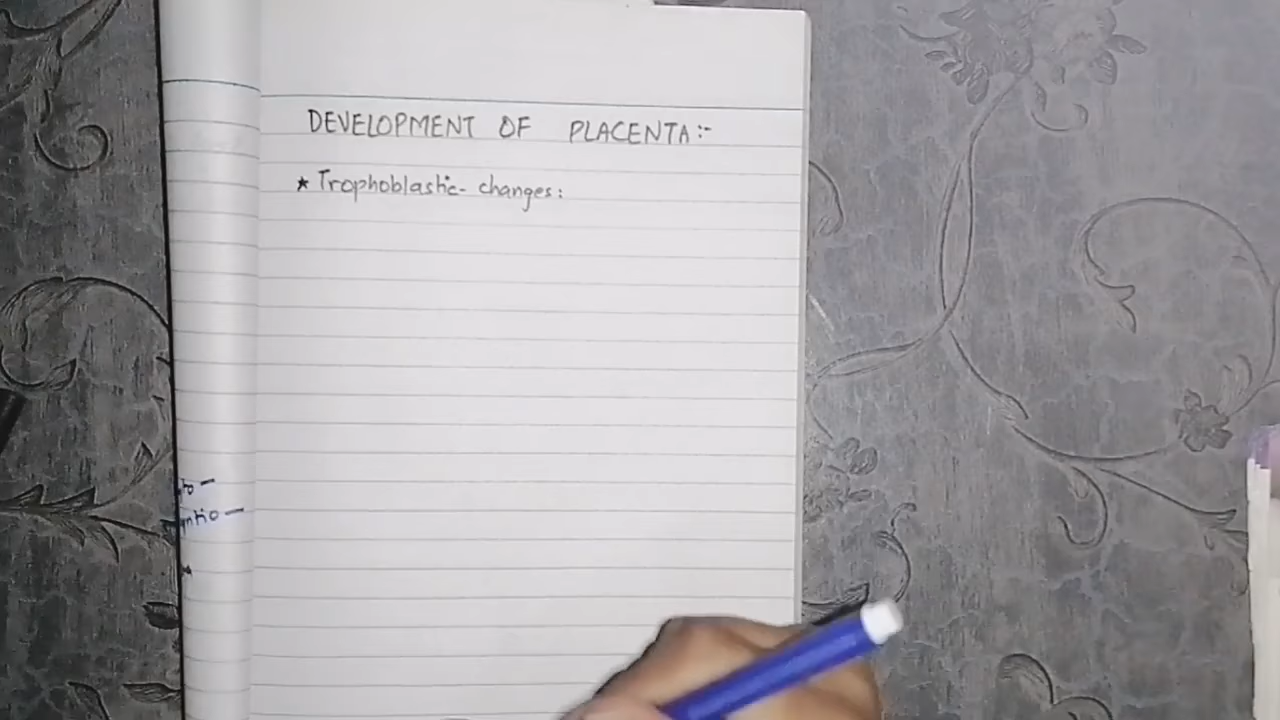 DEVELOPMENT OF PLACENTA:-
★ Trophoblastic- changes: